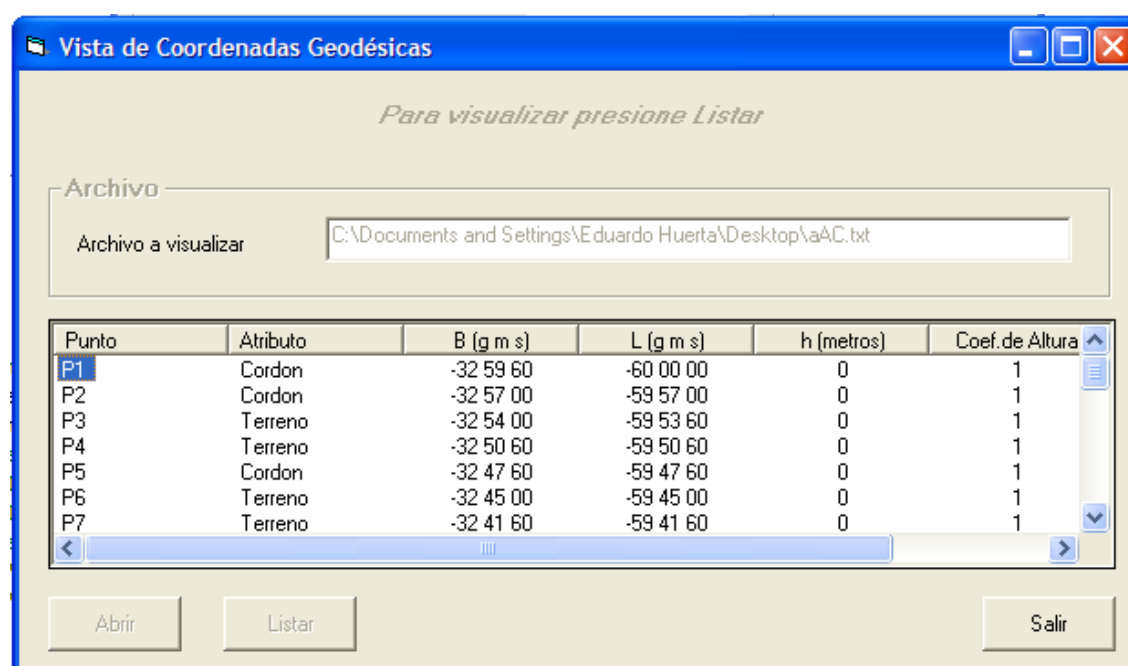 Vista de Coordenadas Geodésicas
Para visualizar presione Listar
Archivo
Archivo a visualizar C:\Documents and Settings\Eduardo Huerta\Desktop\aAC.txt
Punto Atributo B (g m s) L (g m s) h (metros) Coef.de Altura
P1 Cordon -32 59 60 -60 00 00 0 1
P2 Cordon -32 57 00 -59 57 00 0 1
P3 Terreno -32 54 00 -59 53 60 0 1
P4 Terreno -32 50 60 -59 50 60 0 1
P5 Cordon -32 47 60 -59 47 60 0 1
P6 Terreno -32 45 00 -59 45 00 0 1
P7 Terreno -32 41 60 -59 41 60 0 1
Abrir Listar Salir